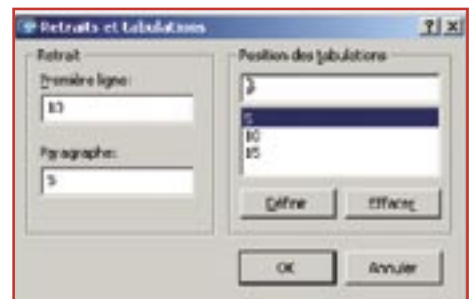 Retraits et tabulations
Retrait
Première ligne:
10
Paragraphe:
5
Position des tabulations
5
10
15
Définir
Effacer
OK
Annuler